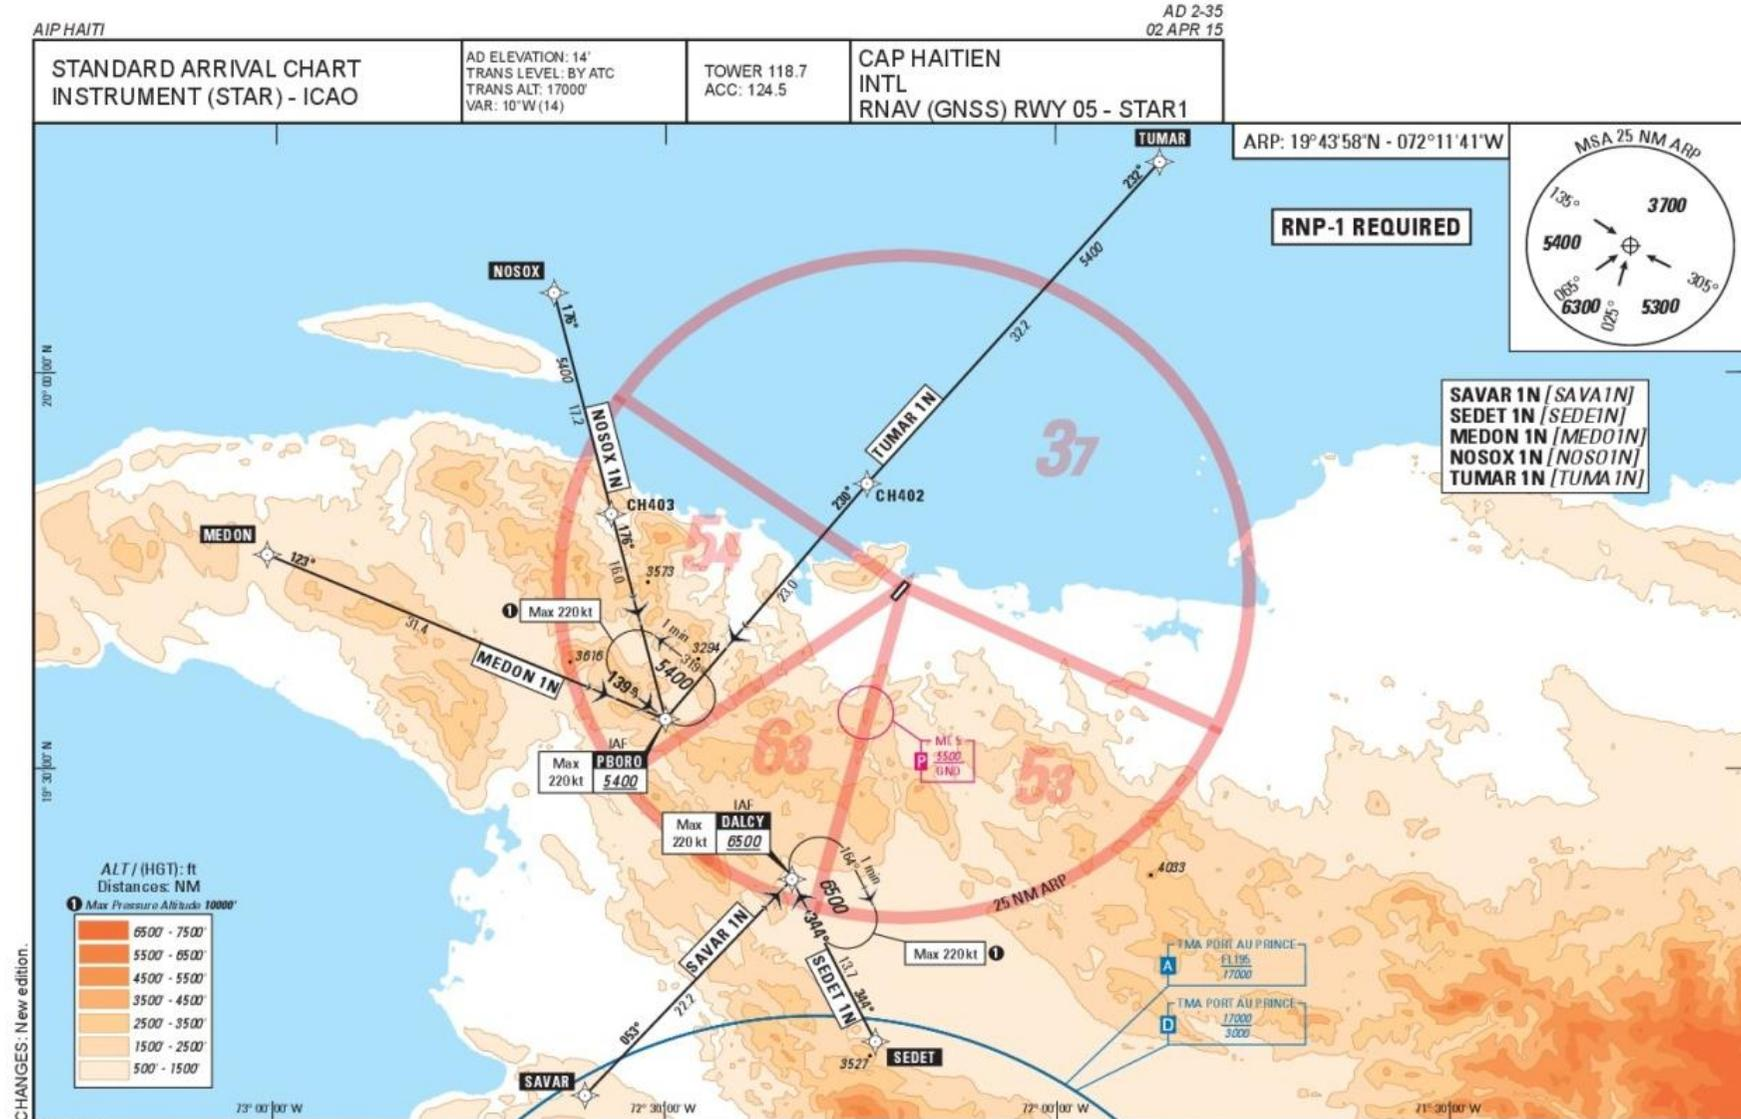 AIP HAITI
AD 2-35
02 APR 15
STANDARD ARRIVAL CHART
INSTRUMENT (STAR) - ICAO
AD ELEVATION: 14'
TRANS LEVEL: BY ATC
TRANS ALT: 17000'
VAR: 10°W (14)
TOWER 118.7
ACC: 124.5
CAP HAITIEN
INTL
RNAV (GNSS) RWY 05 - STAR1
ARP: 19°43'58"N - 072°11'41"W
MSA 25 NM ARP
135°
3700
5400
305°
065°
6300
025°
5300
RNP-1 REQUIRED
SAVAR 1N [SAVA1N]
SEDET 1N [SEDE1N]
MEDON 1N [MEDO1N]
NOSOX 1N [NOSO1N]
TUMAR 1N [TUMA1N]
TUMAR
232°
5400
32.2
TUMAR 1N
CH402
230°
23.0
NOSOX
176°
5400
17.2
NOSOX 1N
CH403
176°
16.0
20° 00'00" N
37
54
MEDON
123°
31.4
MEDON 1N
3573
1 Max 220 kt
1 min
319°
3294
3616
139°
5400
IAF
Max
220 kt
PBORO
5400
63
53
MLS
P 5500
GND
19° 30'00" N
IAF
Max
220 kt
DALCY
6500
164°
1 min
6500
344°
13.7
344°
SEDET 1N
SEDET
3527
Max 220 kt 1
SAVAR 1N
22.2
053°
SAVAR
25 NM ARP
4033
TMA PORT AU PRINCE
A FL195
17000
TMA PORT AU PRINCE
D 17000
3000
ALT / (HGT): ft
Distances: NM
1 Max Pressure Altitude 10000'
6500' - 7500'
5500' - 6500'
4500' - 5500'
3500' - 4500'
2500' - 3500'
1500' - 2500'
500' - 1500'
CHANGES: New edition.
73° 00'00" W
72° 30'00" W
72° 00'00" W
71° 30'00" W